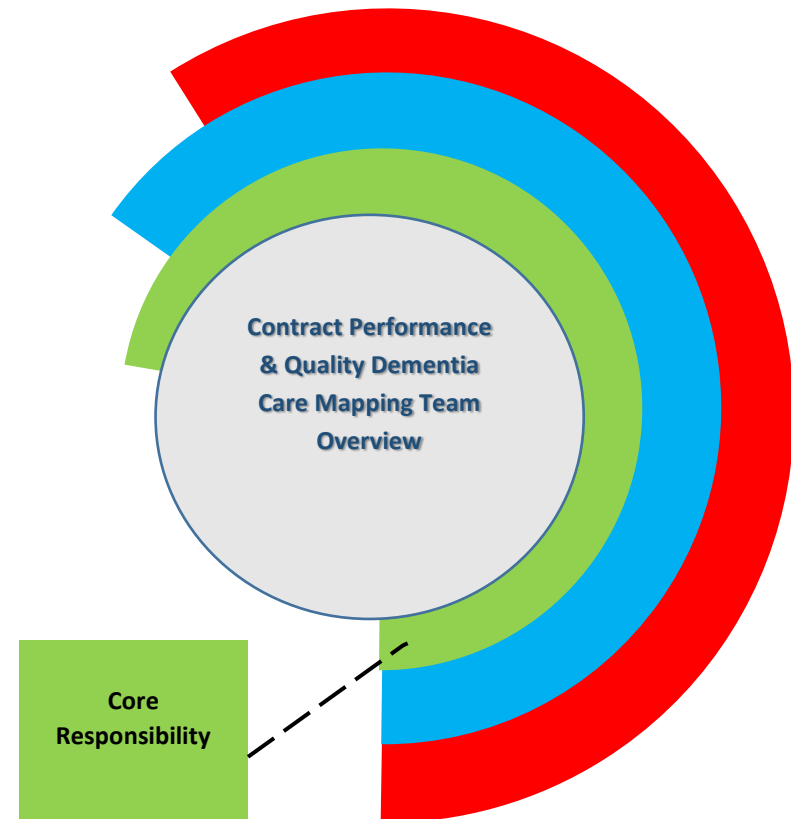 Contract Performance
& Quality Dementia
Care Mapping Team
Overview
Core
Responsibility